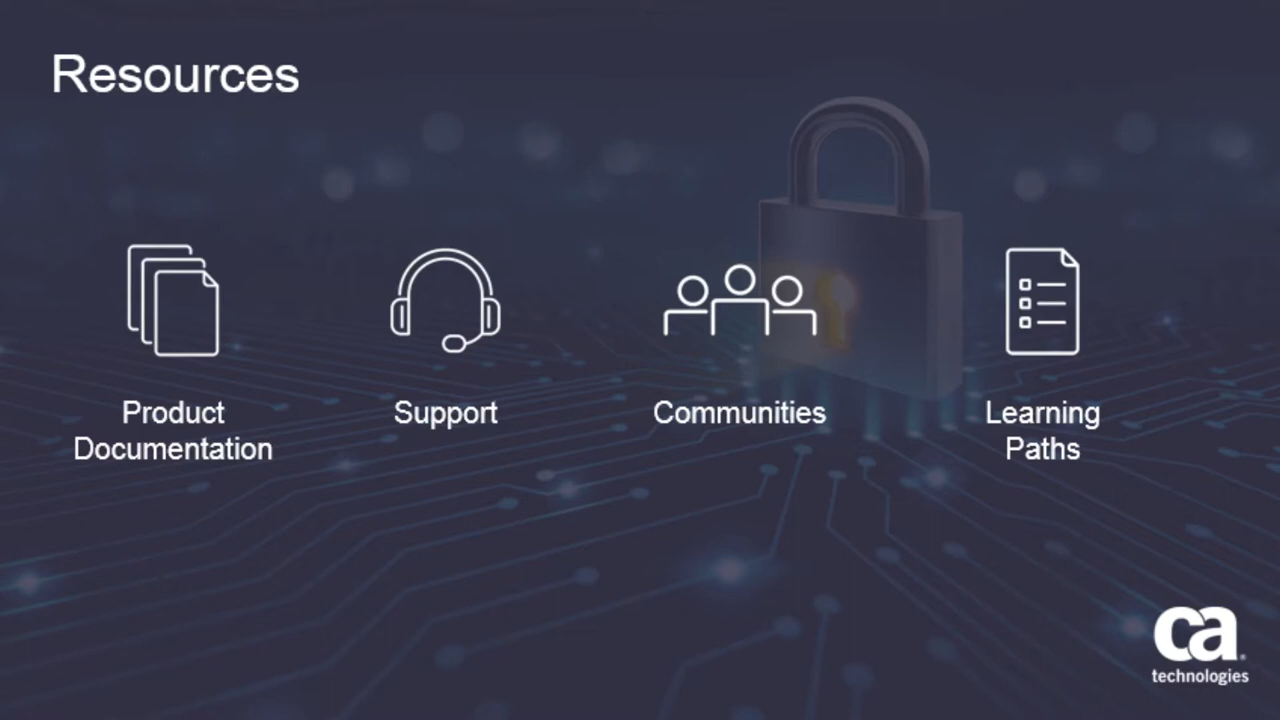 Resources
Product
Documentation
Support
Communities
Learning
Paths
ca
technologies